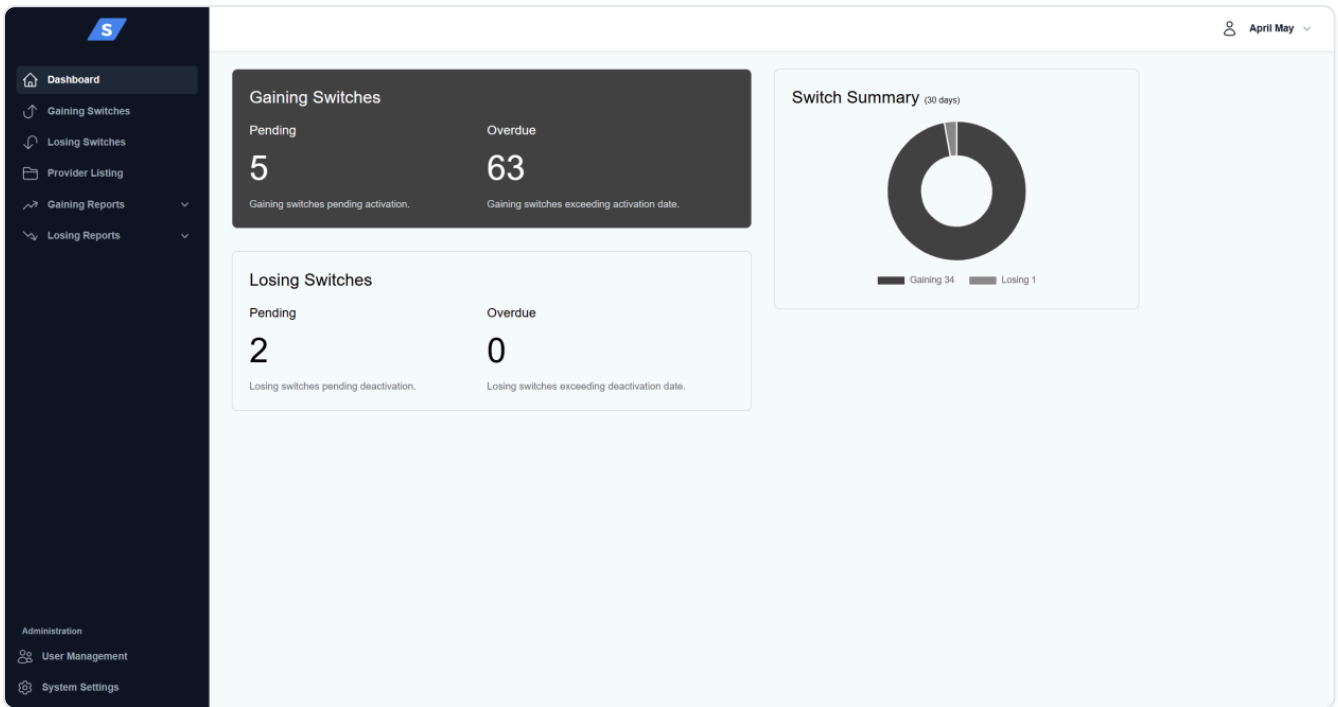 S
April May
Dashboard
Gaining Switches
Losing Switches
Provider Listing
Gaining Reports
Losing Reports
Administration
User Management
System Settings
Gaining Switches
Pending
Overdue
5
63
Gaining switches pending activation.
Gaining switches exceeding activation date.
Losing Switches
Pending
Overdue
2
0
Losing switches pending deactivation.
Losing switches exceeding deactivation date.
Switch Summary (30 days)
Gaining 34
Losing 1